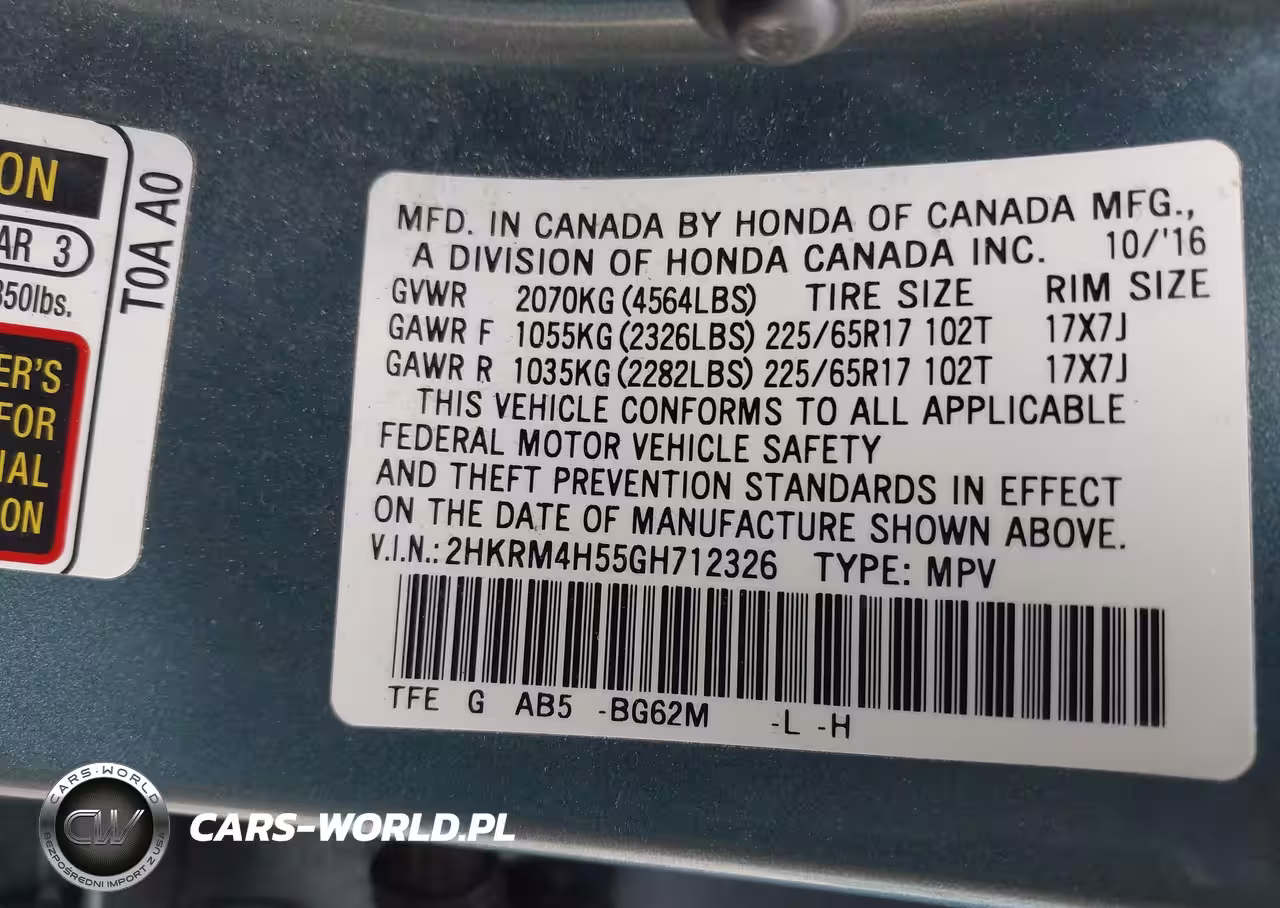 ON
AR 3
350lbs.
ER'S
FOR
IAL
ON
T0A A0
MFD. IN CANADA BY HONDA OF CANADA MFG.,
A DIVISION OF HONDA CANADA INC. 10/'16
GVWR 2070KG (4564LBS) TIRE SIZE RIM SIZE
GAWR F 1055KG (2326LBS) 225/65R17 102T 17X7J
GAWR R 1035KG (2282LBS) 225/65R17 102T 17X7J
THIS VEHICLE CONFORMS TO ALL APPLICABLE
FEDERAL MOTOR VEHICLE SAFETY
AND THEFT PREVENTION STANDARDS IN EFFECT
ON THE DATE OF MANUFACTURE SHOWN ABOVE.
V.I.N.: 2HKRM4H55GH712326 TYPE: MPV
TFE G AB5 -BG62M -L -H
CARS-WORLD
CW
BEZPOŚREDNI IMPORT Z USA
CARS-WORLD.PL